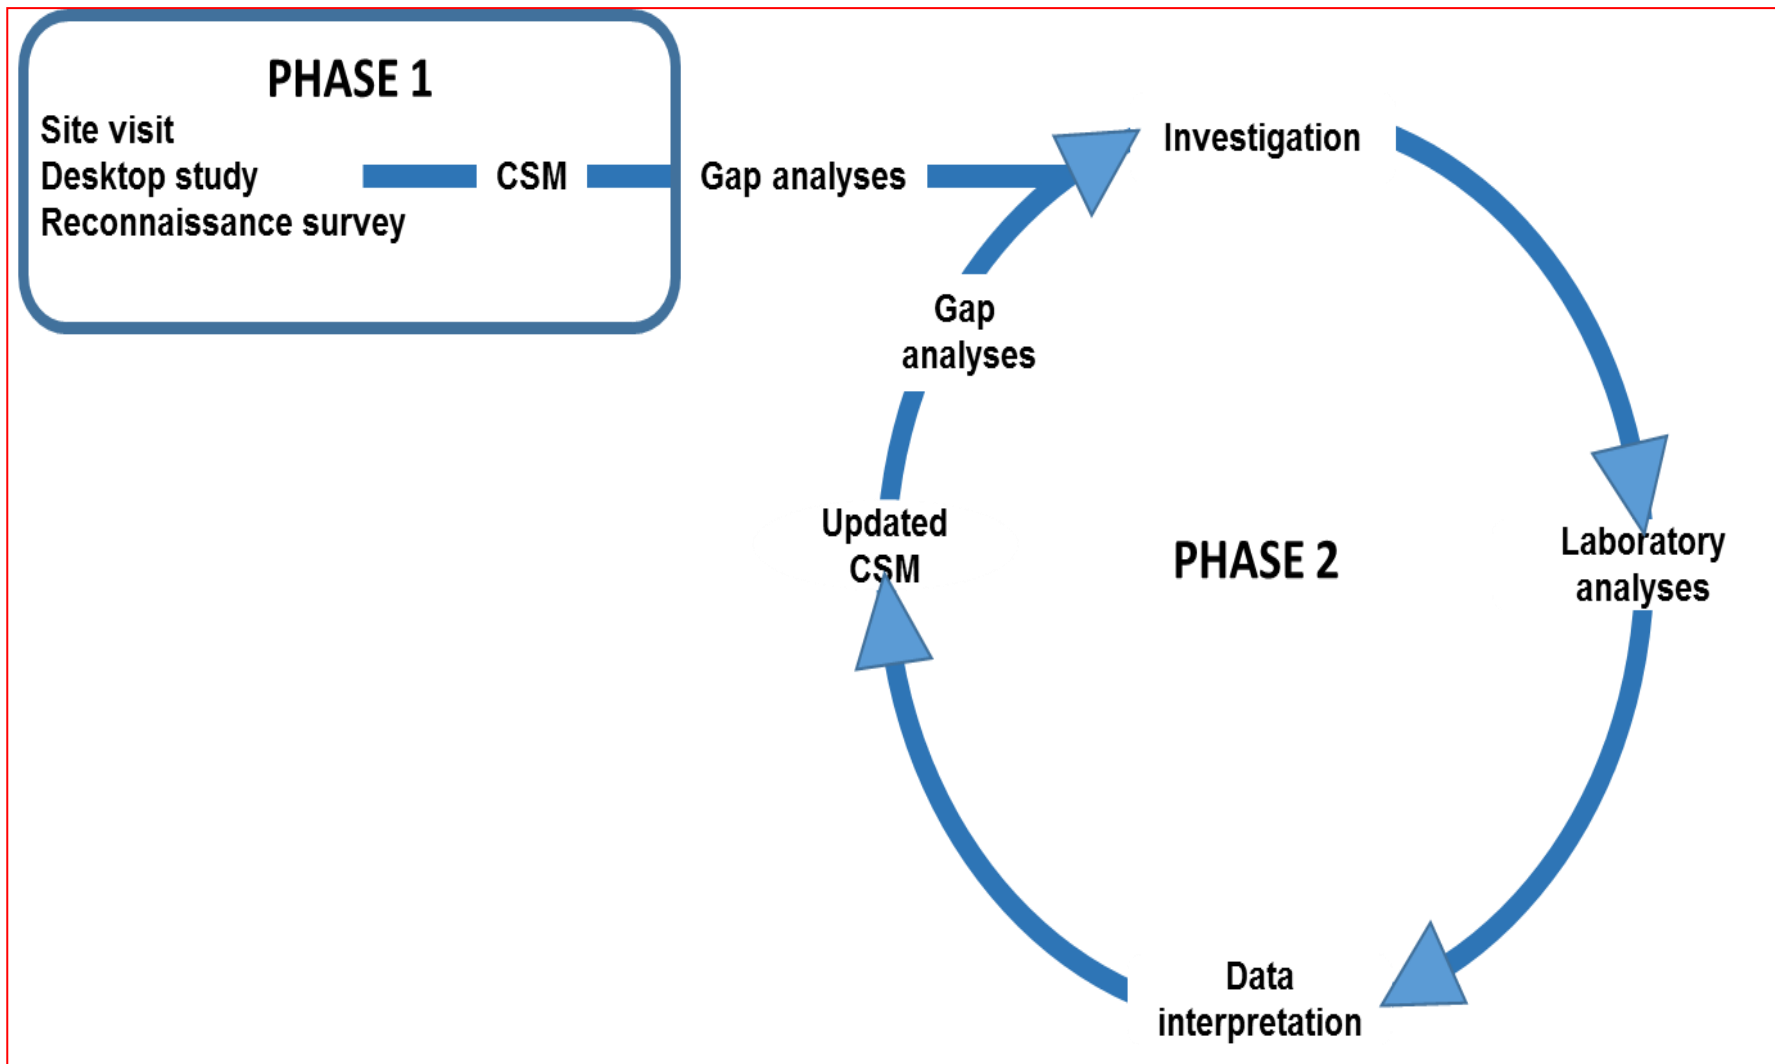 PHASE 1
Site visit
Desktop study
Reconnaissance survey
CSM
Gap analyses
Investigation
Gap
analyses
Updated
CSM
PHASE 2
Laboratory
analyses
Data
interpretation